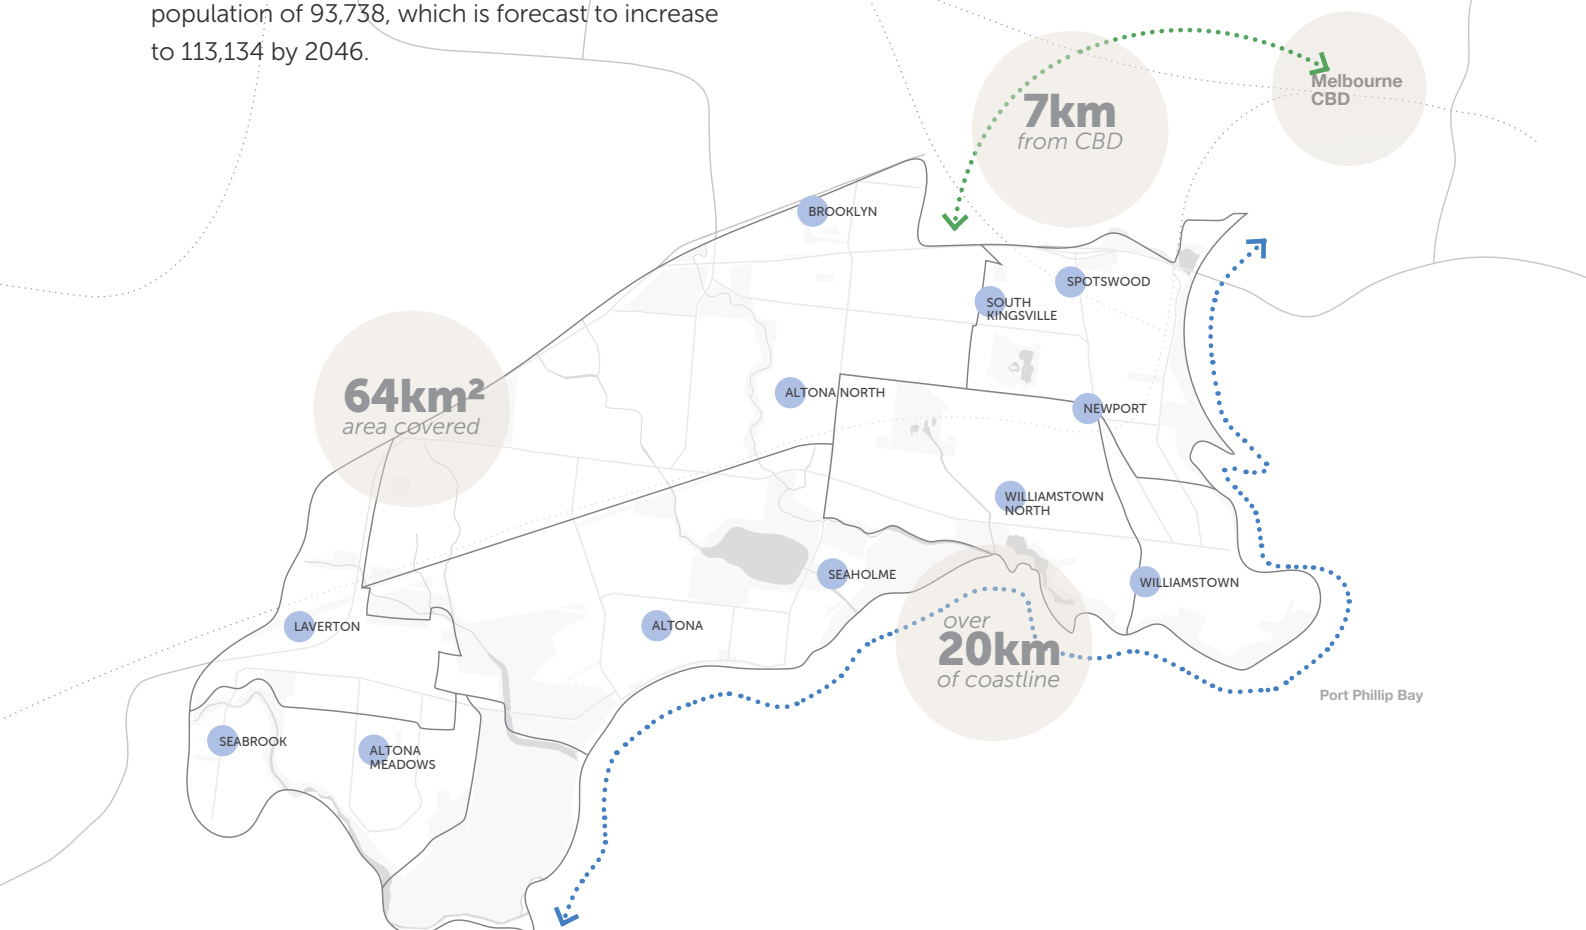 population of 93,738, which is forecast to increase
to 113,134 by 2046.
Melbourne
CBD
7km
from CBD
BROOKLYN
SPOTSWOOD
SOUTH
KINGSVILLE
64km²
area covered
ALTONA NORTH
NEWPORT
WILLIAMSTOWN
NORTH
SEAHOLME
WILLIAMSTOWN
LAVERTON
ALTONA
over
20km
of coastline
Port Phillip Bay
SEABROOK
ALTONA
MEADOWS